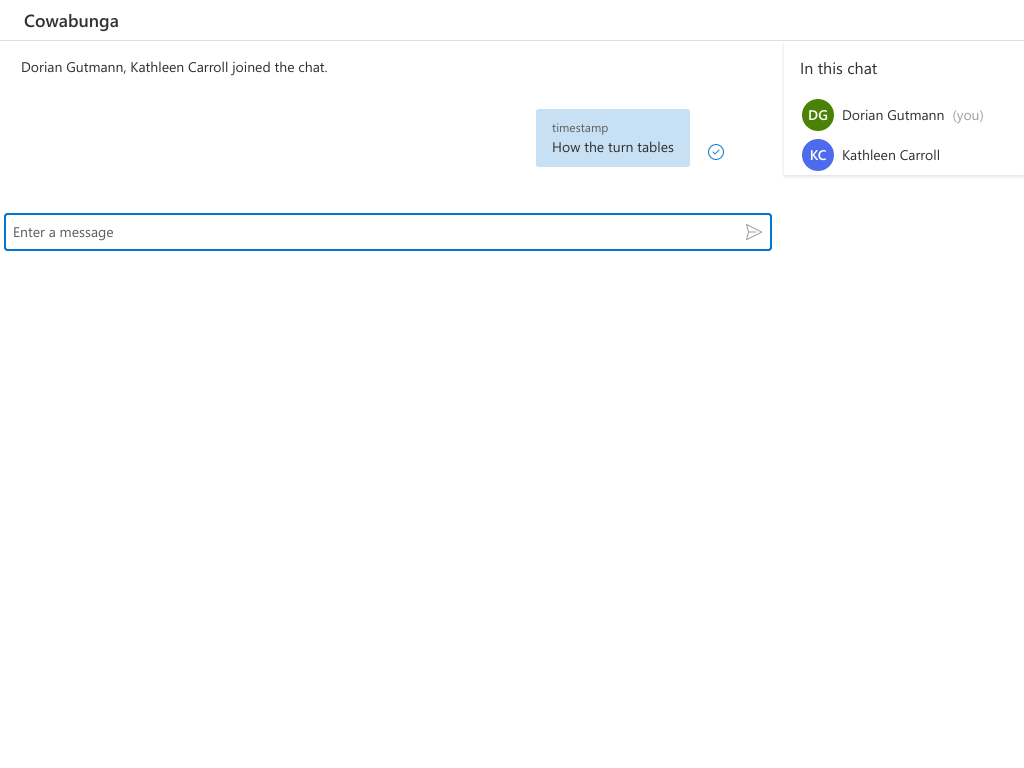 Cowabunga
Dorian Gutmann, Kathleen Carroll joined the chat.
timestamp
How the turn tables
Enter a message
In this chat
DG Dorian Gutmann (you)
KC Kathleen Carroll